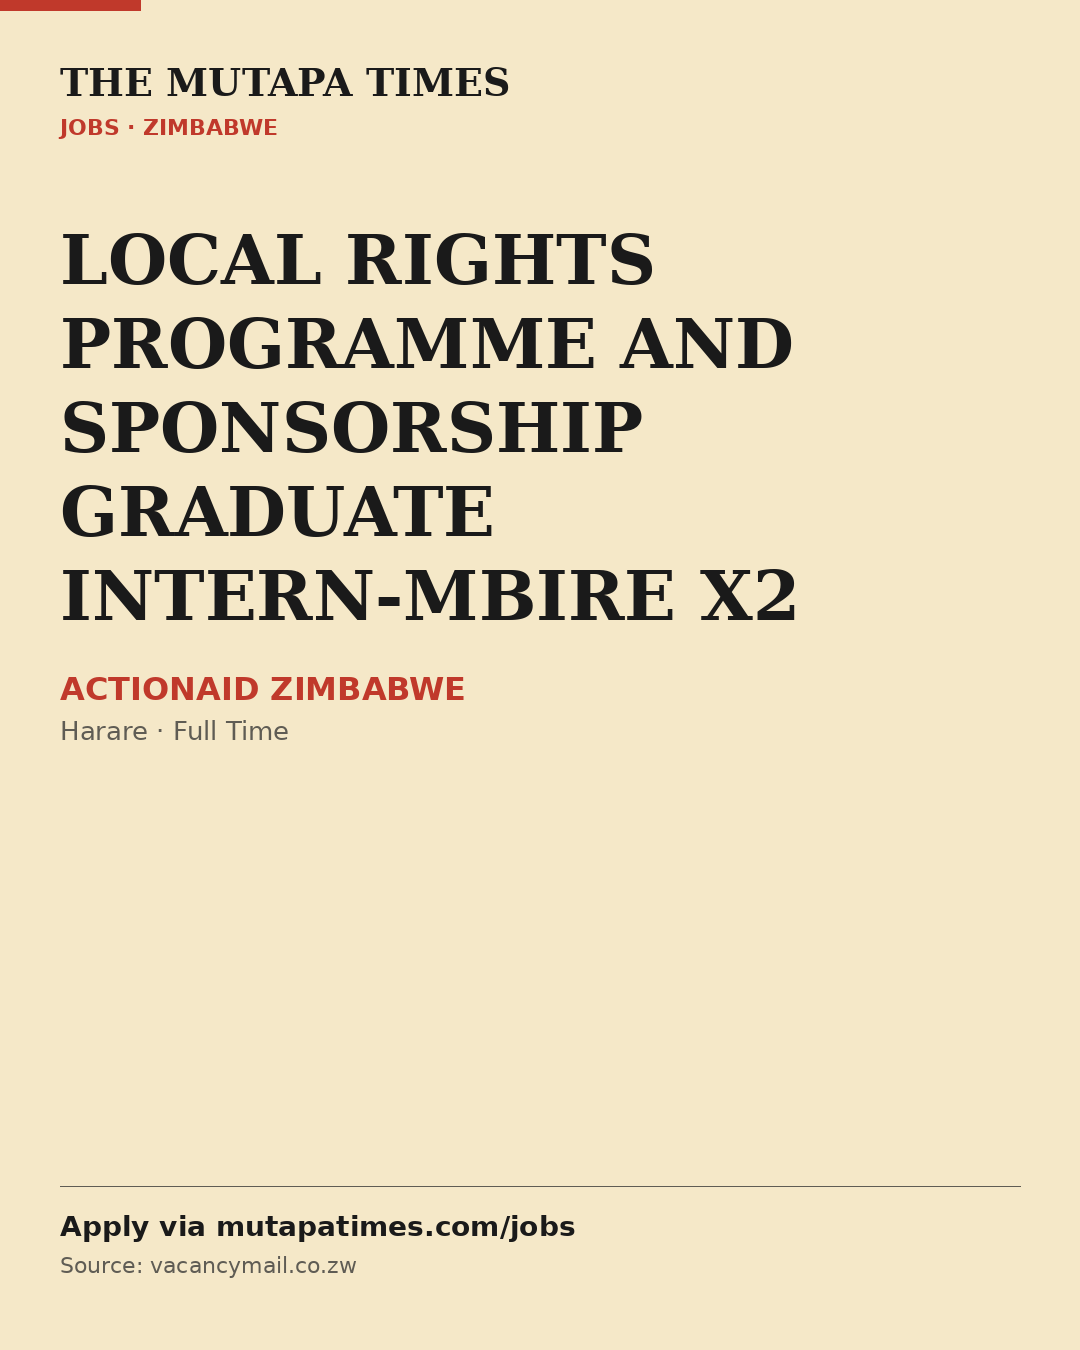 THE MUTAPA TIMES
JOBS · ZIMBABWE
LOCAL RIGHTS
PROGRAMME AND
SPONSORSHIP
GRADUATE
INTERN-MBIRE X2
ACTIONAID ZIMBABWE
Harare · Full Time
Apply via mutapatimes.com/jobs
Source: vacancymail.co.zw